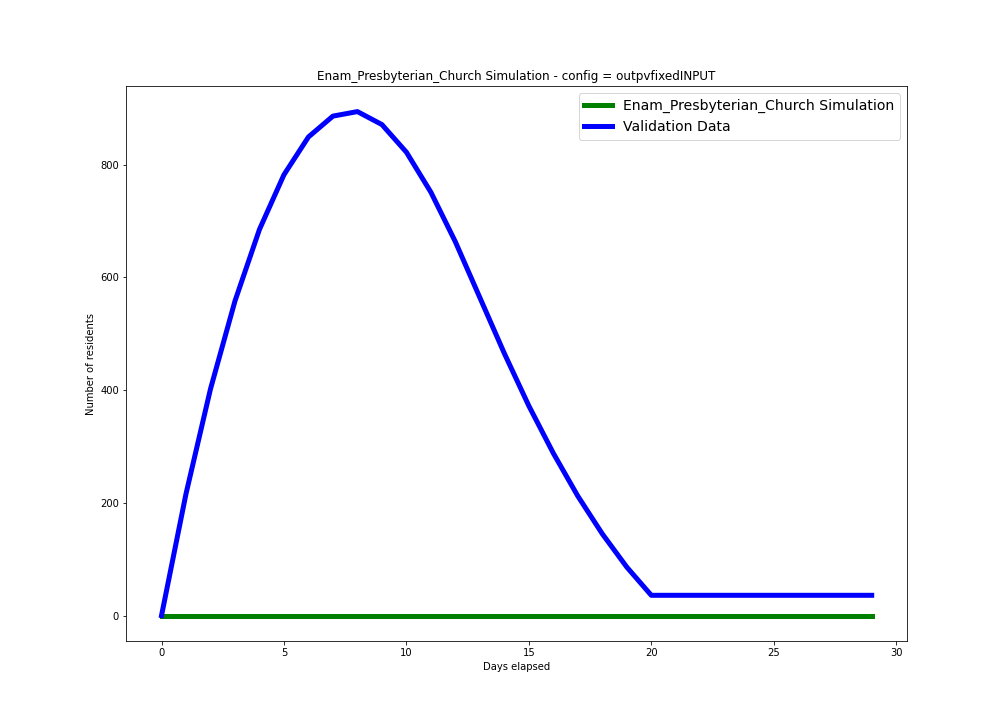 Enam_Presbyterian_Church Simulation - config = outpvfixedINPUT
Enam_Presbyterian_Church Simulation
Validation Data
800
600
400
200
0
Number of residents
0 5 10 15 20 25 30
Days elapsed